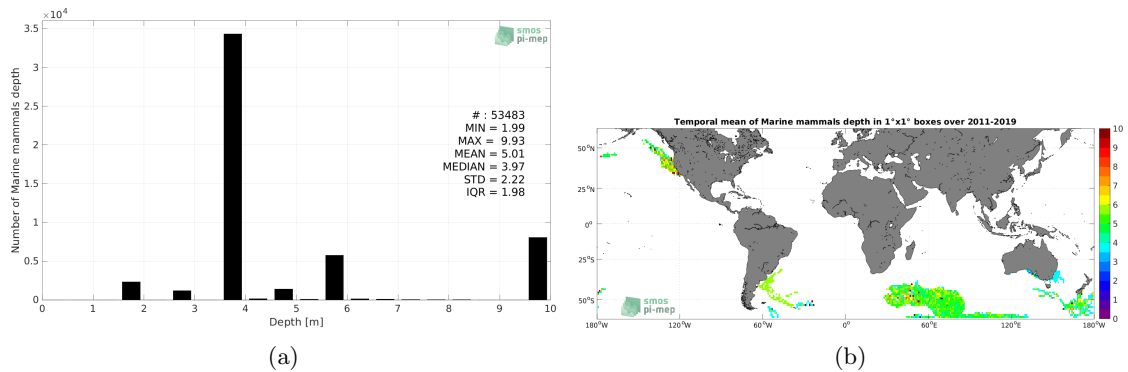 ×10⁴
3.5
3
2.5
2
1.5
1
0.5
0
Number of Marine mammals depth
smos
pi-mep
# : 53483
MIN = 1.99
MAX = 9.93
MEAN = 5.01
MEDIAN = 3.97
STD = 2.22
IQR = 1.98
0 1 2 3 4 5 6 7 8 9 10
Depth [m]
(a)
Temporal mean of Marine mammals depth in 1°x1° boxes over 2011-2019
50°N
25°N
0°
25°S
50°S
smos
pi-mep
180°W 120°W 60°W 0° 60°E 120°E 180°W
10
9
8
7
6
5
4
3
2
1
0
(b)